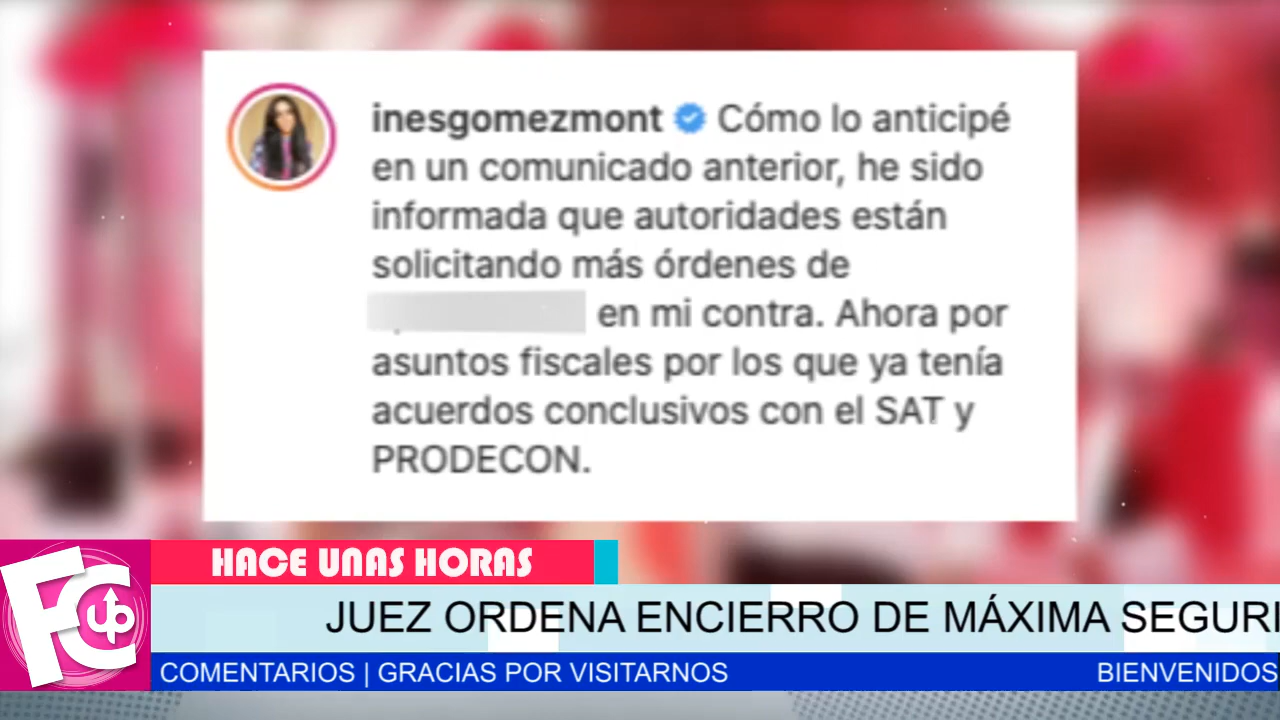 inesgomezmont Cómo lo anticipé
en un comunicado anterior, he sido
informada que autoridades están
solicitando más órdenes de
en mi contra. Ahora por
asuntos fiscales por los que ya tenía
acuerdos conclusivos con el SAT y
PRODECON.
HACE UNAS HORAS
FC up
JUEZ ORDENA ENCIERRO DE MÁXIMA SEGURI
COMENTARIOS | GRACIAS POR VISITARNOS BIENVENIDOS